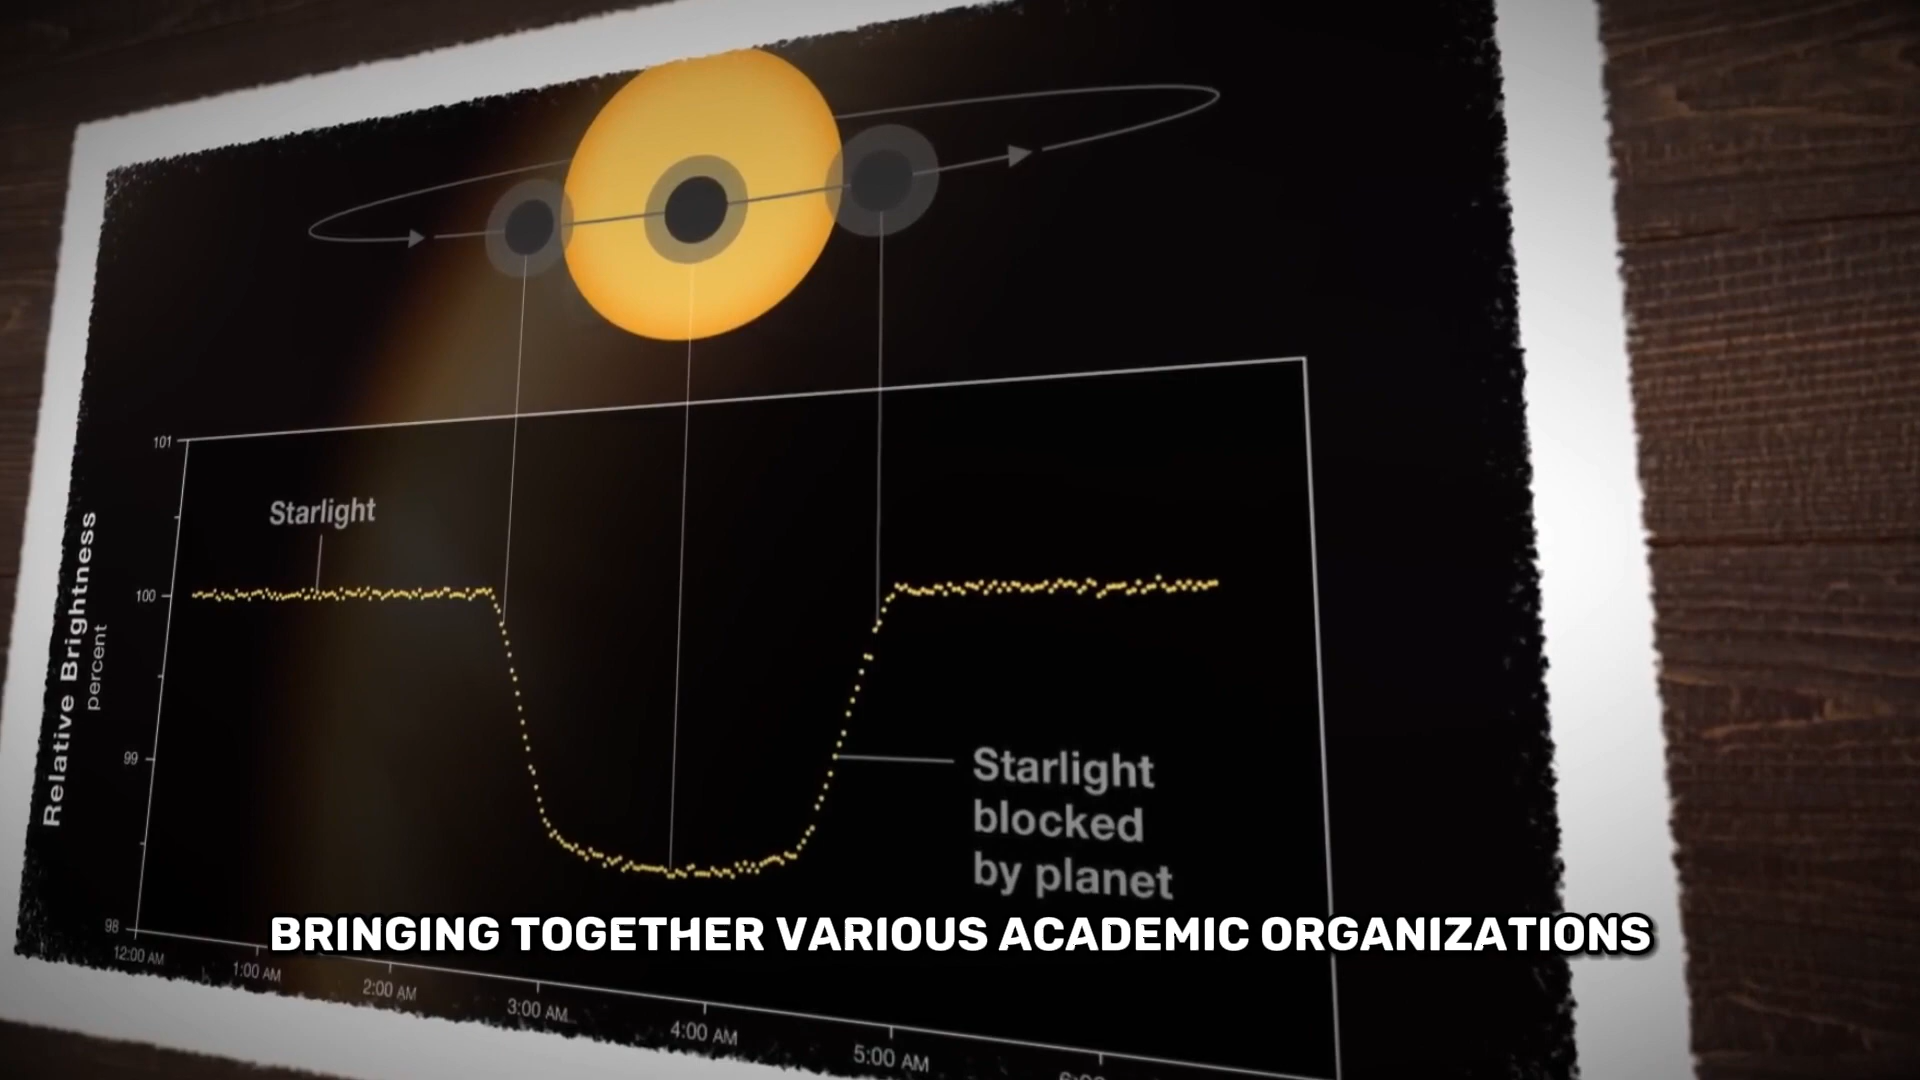 101
Starlight
100
Relative Brightness
percent
99
Starlight
blocked
by planet
98
BRINGING TOGETHER VARIOUS ACADEMIC ORGANIZATIONS
12:00 AM
1:00 AM
2:00 AM
3:00 AM
4:00 AM
5:00 AM